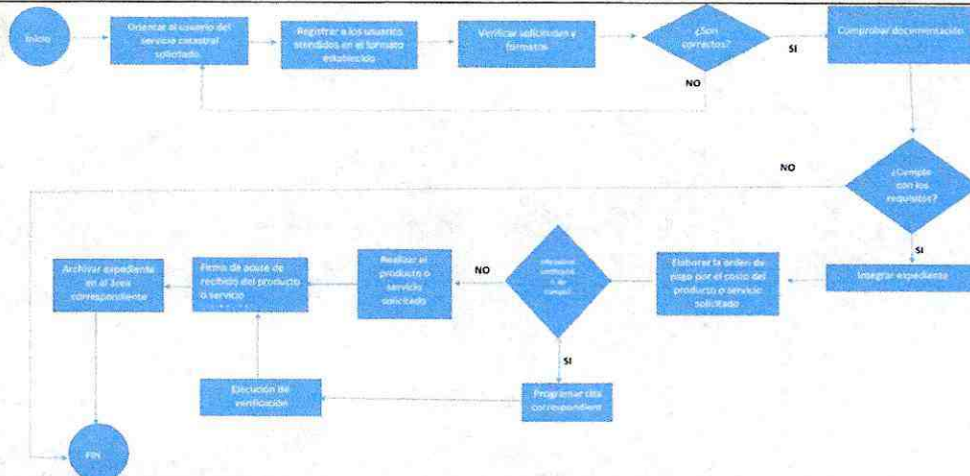 Inicio
Orientar al usuario del
servicio catastral
solicitado
Registrar a los usuarios
atendidos en el formato
establecido
Verificar solicitudes y
formatos
¿Son
correctos?
SI
Comprobar documentación
NO
NO
¿Cumple
con los
requisitos?
SI
Integrar expediente
Elaborar la orden de
pago por el costo del
producto o servicio
solicitado
campo?
NO
Realizar el
producto o
servicio
solicitado
Firma de acuse de
recibido del producto
o servicio
Archivar expediente
en al área
correspondiente
SI
Programar cita
correspondient
Ejecución de
verificación
FIN